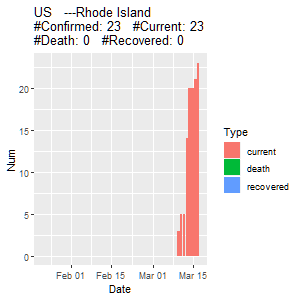 US   ---Rhode Island
#Confirmed: 23   #Current: 23
#Death: 0   #Recovered: 0
Num
20
15
10
5
0
Feb 01
Feb 15
Mar 01
Mar 15
Date
Type
current
death
recovered